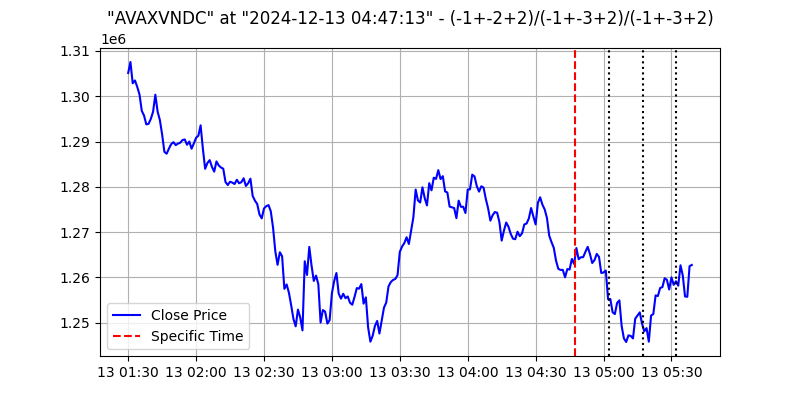 "AVAXVNDC" at "2024-12-13 04:47:13" - (-1+-2+2)/(-1+-3+2)/(-1+-3+2)
1e6
1.31
1.30
1.29
1.28
1.27
1.26
1.25
Close Price
Specific Time
13 01:30 13 02:00 13 02:30 13 03:00 13 03:30 13 04:00 13 04:30 13 05:00 13 05:30